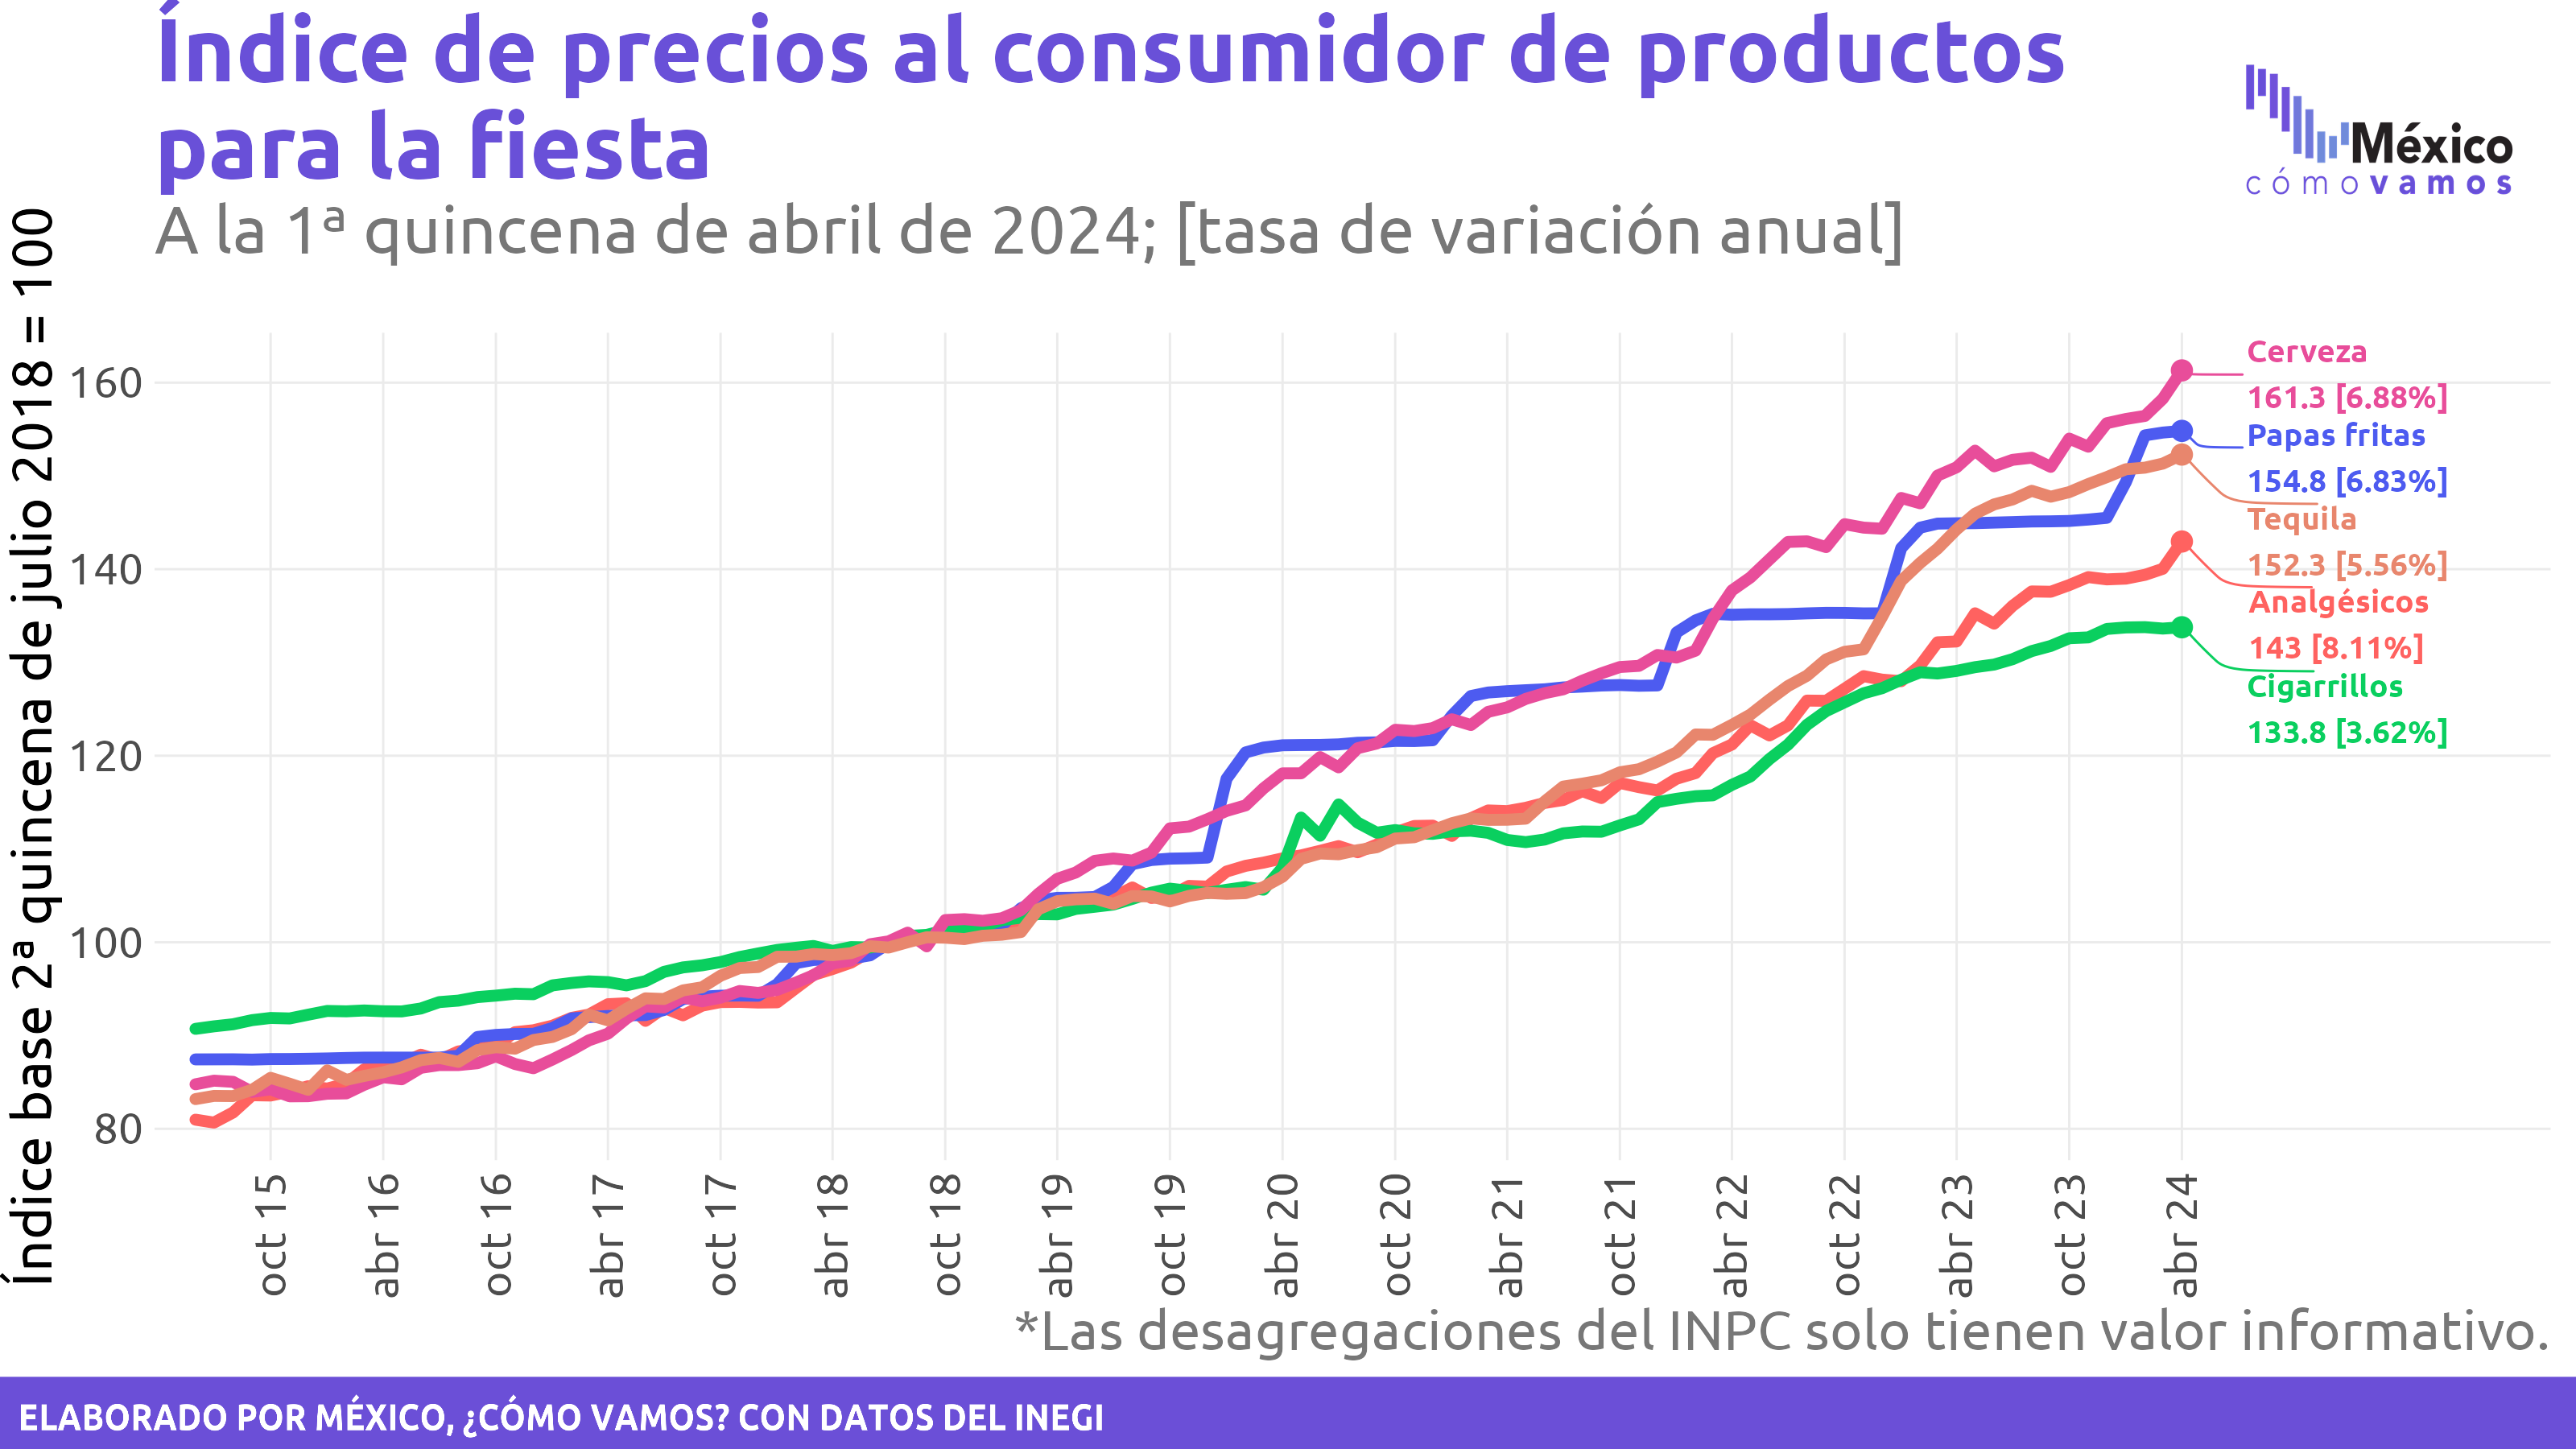 Índice de precios al consumidor de productos
para la fiesta
A la 1ª quincena de abril de 2024; [tasa de variación anual]
México
cómo vamos
Índice base 2ª quincena de julio 2018 = 100
160
140
120
100
80
Cerveza
161.3 [6.88%]
Papas fritas
154.8 [6.83%]
Tequila
152.3 [5.56%]
Analgésicos
143 [8.11%]
Cigarrillos
133.8 [3.62%]
oct 15
abr 16
oct 16
abr 17
oct 17
abr 18
oct 18
abr 19
oct 19
abr 20
oct 20
abr 21
oct 21
abr 22
oct 22
abr 23
oct 23
abr 24
*Las desagregaciones del INPC solo tienen valor informativo.
ELABORADO POR MÉXICO, ¿CÓMO VAMOS? CON DATOS DEL INEGI